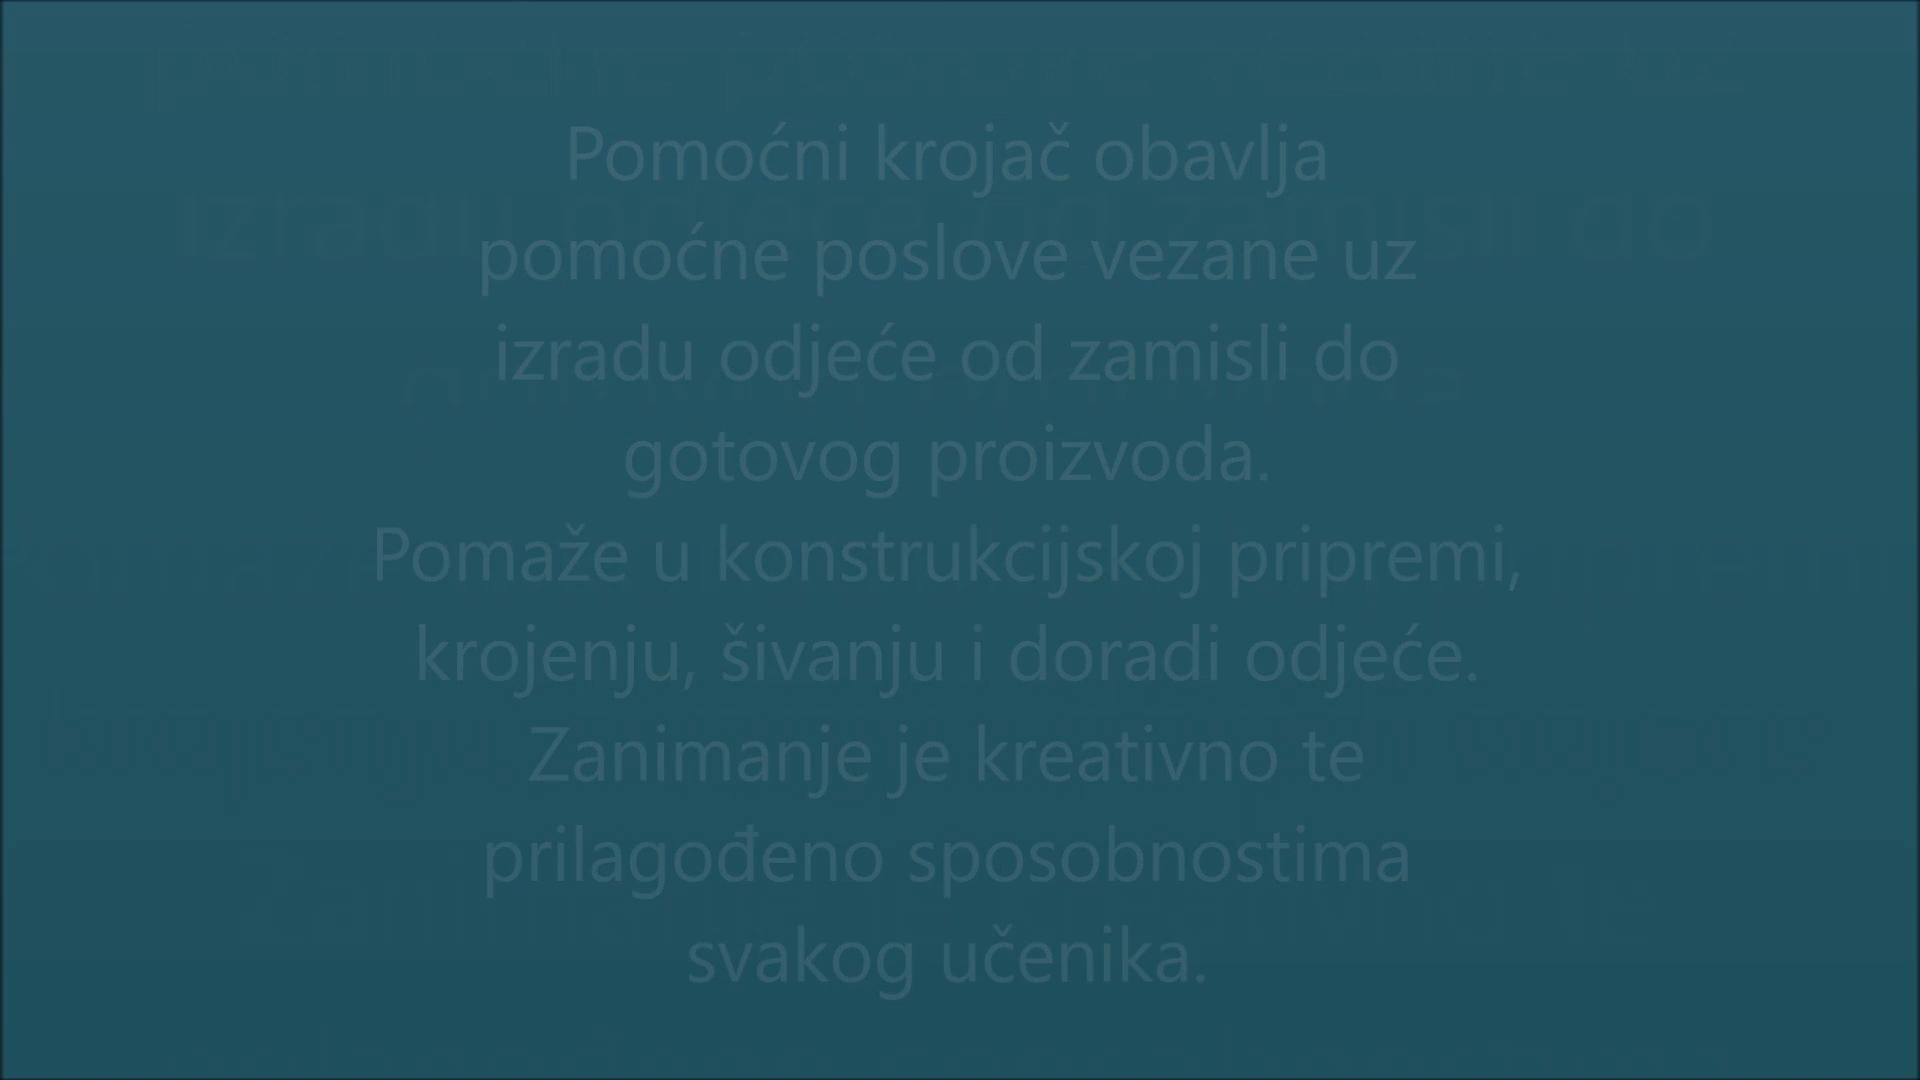 Pomoćni krojač obavlja
pomoćne poslove vezane uz
izradu odjeće od zamisli do
gotovog proizvoda.
Pomaže u konstrukcijskoj pripremi,
krojenju, šivanju i doradi odjeće.
Zanimanje je kreativno te
prilagođeno sposobnostima
svakog učenika.